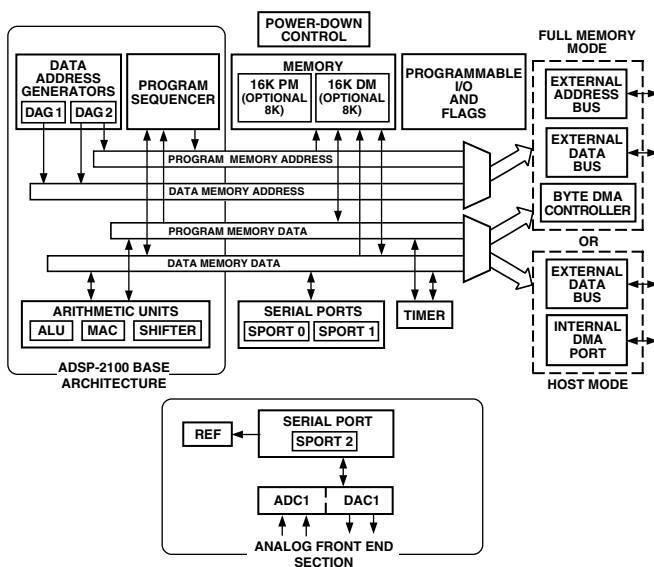 POWER-DOWN
CONTROL
FULL MEMORY
MODE
DATA
ADDRESS
GENERATORS
DAG 1
DAG 2
PROGRAM
SEQUENCER
MEMORY
16K PM
(OPTIONAL
8K)
16K DM
(OPTIONAL
8K)
PROGRAMMABLE
I/O
AND
FLAGS
EXTERNAL
ADDRESS
BUS
EXTERNAL
DATA
BUS
BYTE DMA
CONTROLLER
OR
EXTERNAL
DATA
BUS
INTERNAL
DMA
PORT
HOST MODE
PROGRAM MEMORY ADDRESS
DATA MEMORY ADDRESS
PROGRAM MEMORY DATA
DATA MEMORY DATA
ARITHMETIC UNITS
ALU
MAC
SHIFTER
SERIAL PORTS
SPORT 0
SPORT 1
TIMER
ADSP-2100 BASE
ARCHITECTURE
REF
SERIAL PORT
SPORT 2
ADC1
DAC1
ANALOG FRONT END
SECTION